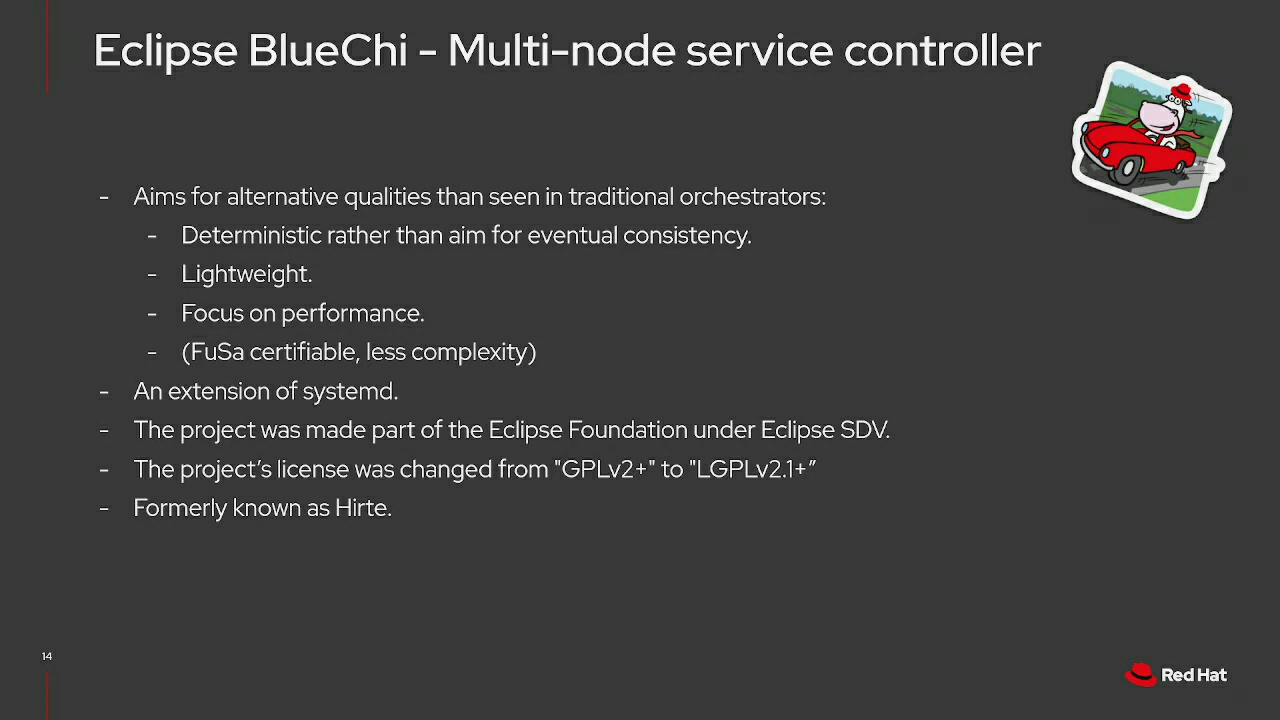 Eclipse BlueChi - Multi-node service controller
- Aims for alternative qualities than seen in traditional orchestrators:
- Deterministic rather than aim for eventual consistency.
- Lightweight.
- Focus on performance.
- (FuSa certifiable, less complexity)
- An extension of systemd.
- The project was made part of the Eclipse Foundation under Eclipse SDV.
- The project’s license was changed from "GPLv2+" to "LGPLv2.1+”
- Formerly known as Hirte.
14
Red Hat